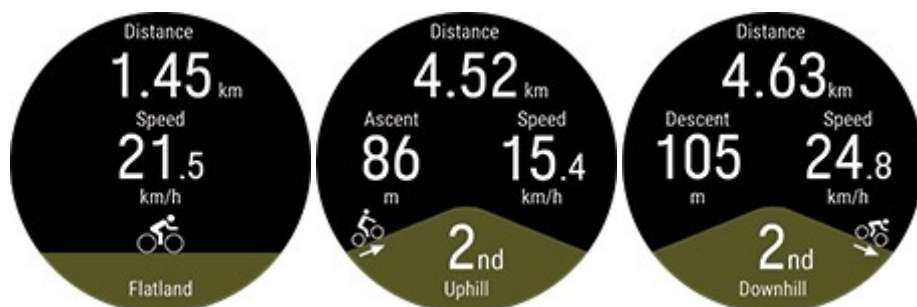 Distance
1.45 km
Speed
21.5
km/h
Flatland
Distance
4.52 km
Ascent Speed
86 15.4
m km/h
2nd
Uphill
Distance
4.63 km
Descent Speed
105 24.8
m km/h
2nd
Downhill